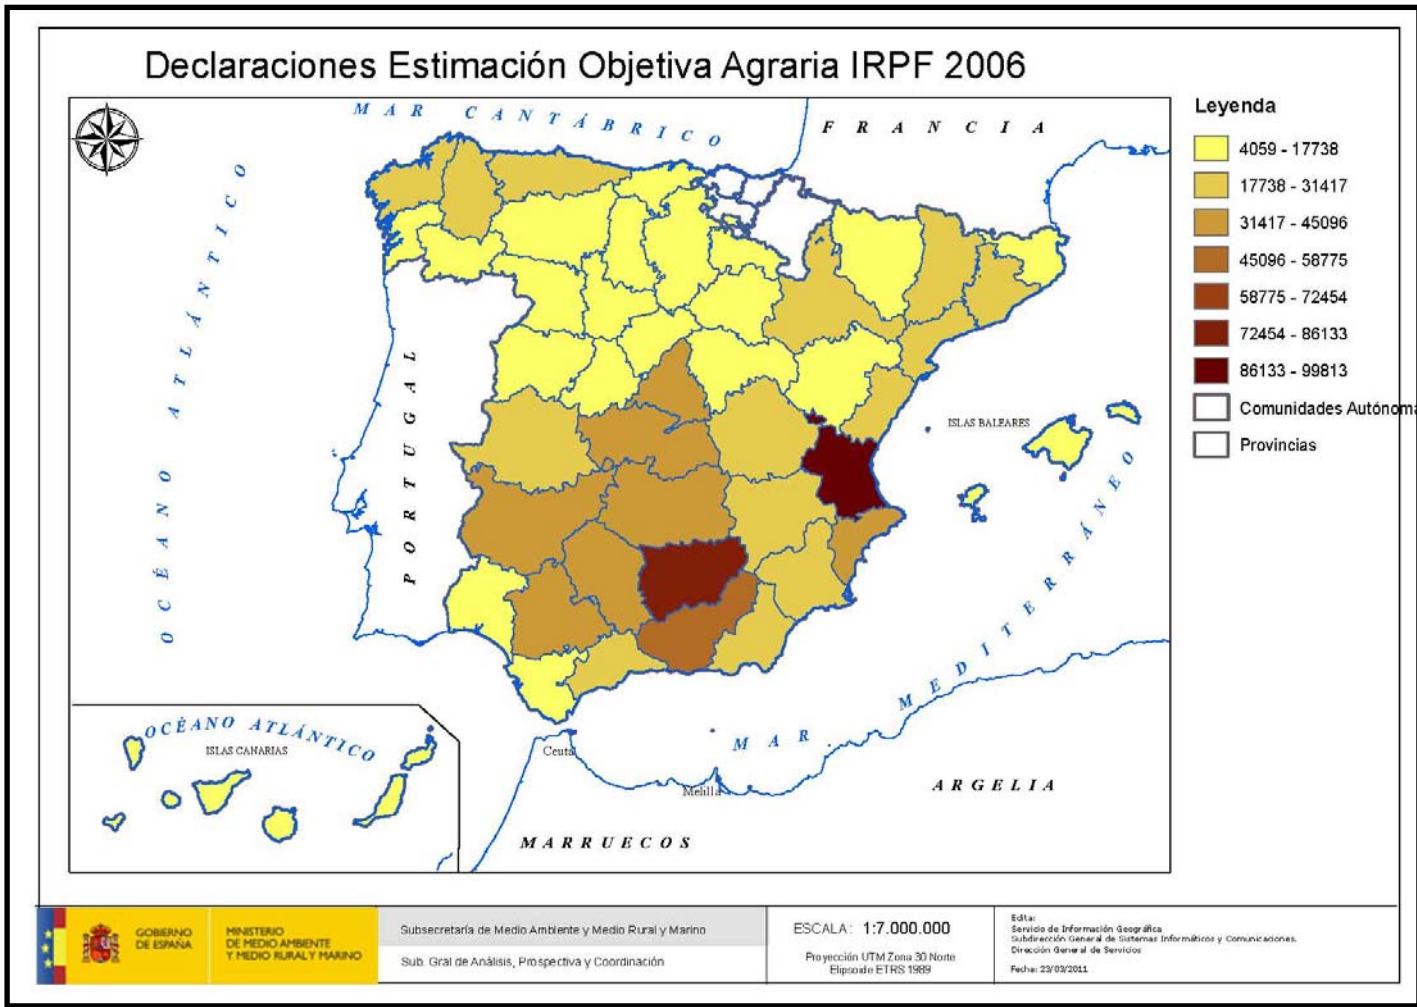 Declaraciones Estimación Objetiva Agraria IRPF 2006
MAR CANTÁBRICO
FRANCIA
OCÉANO ATLÁNTICO
PORTUGAL
ISLAS BALEARES
MAR MEDITERRÁNEO
OCÉANO ATLÁNTICO
ISLAS CANARIAS
Ceuta
Melilla
MARRUECOS
ARGELIA
Leyenda
4059 - 17738
17738 - 31417
31417 - 45096
45096 - 58775
58775 - 72454
72454 - 86133
86133 - 99813
Comunidades Autónoma
Provincias
GOBIERNO
DE ESPAÑA
MINISTERIO
DE MEDIO AMBIENTE
Y MEDIO RURAL Y MARINO
Subsecretaría de Medio Ambiente y Medio Rural y Marino
Sub. Gral de Análisis, Prospectiva y Coordinación
ESCALA: 1:7.000.000
Proyección UTM Zona 30 Norte
Elipsoide ETRS 1989
Edita:
Servicio de Información Geográfica
Subdirección General de Sistemas Informáticos y Comunicaciones.
Dirección General de Servicios
Fecha: 23/03/2011